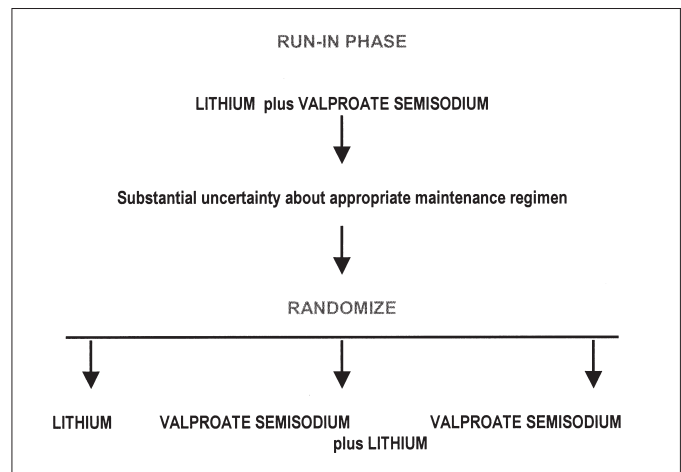 RUN-IN PHASE
LITHIUM plus VALPROATE SEMISODIUM
Substantial uncertainty about appropriate maintenance regimen
RANDOMIZE
LITHIUM
VALPROATE SEMISODIUM
plus LITHIUM
VALPROATE SEMISODIUM